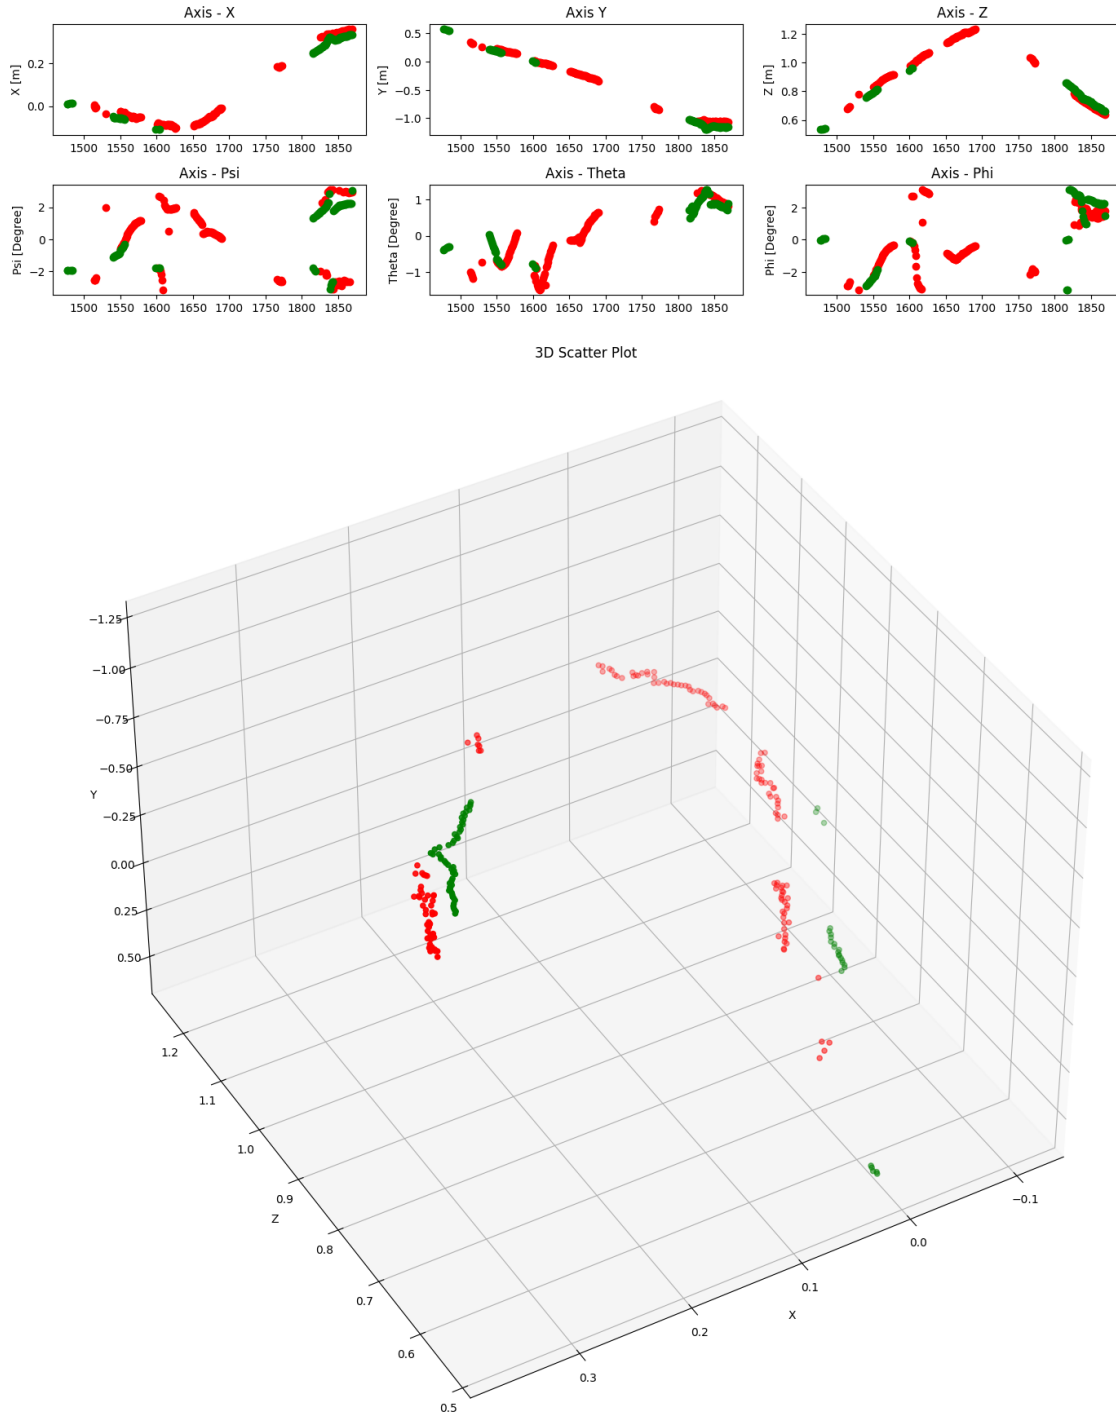 Axis - X
Axis Y
Axis - Z
X [m]
0.2
0.0
1500 1550 1600 1650 1700 1750 1800 1850
Y [m]
0.5
0.0
−0.5
−1.0
1500 1550 1600 1650 1700 1750 1800 1850
Z [m]
1.2
1.0
0.8
0.6
1500 1550 1600 1650 1700 1750 1800 1850
Axis - Psi
Axis - Theta
Axis - Phi
Psi [Degree]
2
0
−2
1500 1550 1600 1650 1700 1750 1800 1850
Theta [Degree]
1
0
−1
1500 1550 1600 1650 1700 1750 1800 1850
Phi [Degree]
2
0
−2
1500 1550 1600 1650 1700 1750 1800 1850
3D Scatter Plot
−1.25
−1.00
−0.75
−0.50
−0.25
0.00
0.25
0.50
Y
1.2
1.1
1.0
0.9
0.8
0.7
0.6
0.5
Z
0.3
0.2
0.1
0.0
−0.1
X